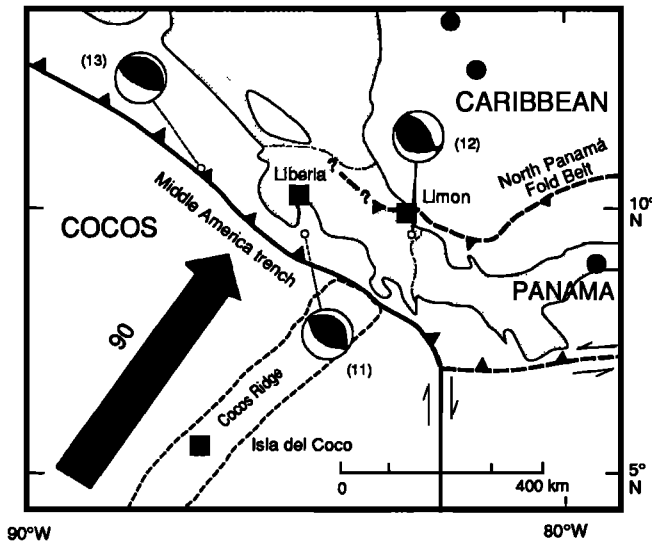 (13)
CARIBBEAN
(12)
North Panamá
Fold Belt
?
Liberia
?
Limon
10°
N
Middle America trench
COCOS
PANAMA
90
(11)
Cocos Ridge
Isla del Coco
0 400 km
5°
N
90°W 80°W